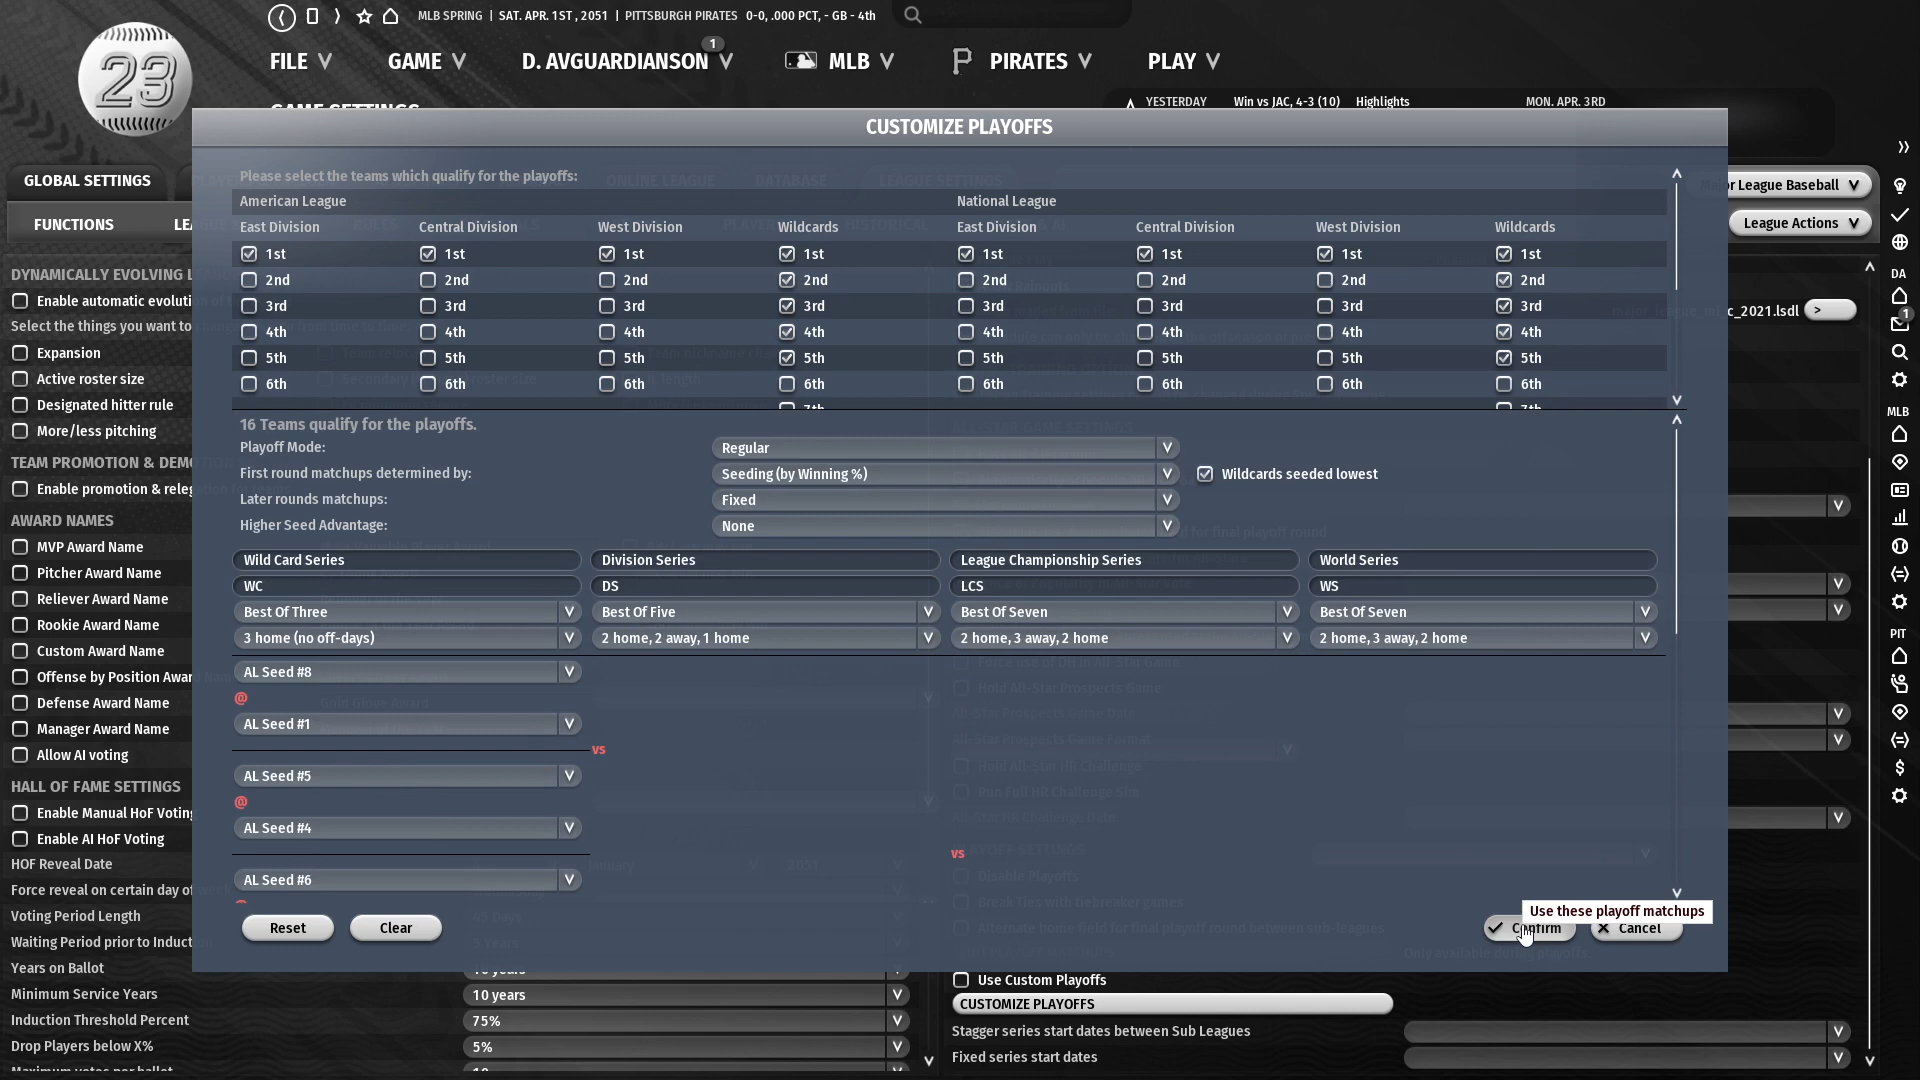 MLB SPRING | SAT. APR. 1ST , 2051 | PITTSBURGH PIRATES 0-0, .000 PCT, - GB - 4th
23
FILE GAME D. AVGUARDIANSON 1 MLB PIRATES PLAY
GAME SETTINGS
YESTERDAY Win vs JAC, 4-3 (10) Highlights MON. APR. 3RD
CUSTOMIZE PLAYOFFS
GLOBAL SETTINGS
FUNCTIONS
Major League Baseball
League Actions
Please select the teams which qualify for the playoffs:
American League National League
East Division Central Division West Division Wildcards East Division Central Division West Division Wildcards
1st 1st 1st 1st 1st 1st 1st 1st
2nd 2nd 2nd 2nd 2nd 2nd 2nd 2nd
3rd 3rd 3rd 3rd 3rd 3rd 3rd 3rd
4th 4th 4th 4th 4th 4th 4th 4th
5th 5th 5th 5th 5th 5th 5th 5th
6th 6th 6th 6th 6th 6th 6th 6th
7th 7th
16 Teams qualify for the playoffs.
Playoff Mode: Regular
First round matchups determined by: Seeding (by Winning %) Wildcards seeded lowest
Later rounds matchups: Fixed
Higher Seed Advantage: None
Wild Card Series Division Series League Championship Series World Series
WC DS LCS WS
Best Of Three Best Of Five Best Of Seven Best Of Seven
3 home (no off-days) 2 home, 2 away, 1 home 2 home, 3 away, 2 home 2 home, 3 away, 2 home
AL Seed #8
@
AL Seed #1
vs
AL Seed #5
@
AL Seed #4
vs
AL Seed #6
Reset Clear
Use these playoff matchups
Confirm Cancel
DYNAMICALLY EVOLVING
Enable automatic evolution
Select the things you want to
Expansion
Active roster size
Designated hitter rule
More/less pitching
TEAM PROMOTION &
Enable promotion &
AWARD NAMES
MVP Award Name
Pitcher Award Name
Reliever Award Name
Rookie Award Name
Custom Award Name
Offense by Position Award
Defense Award Name
Manager Award Name
Allow AI voting
HALL OF FAME SETTINGS
Enable Manual HoF Voting
Enable AI HoF Voting
HOF Reveal Date
Force reveal on certain day of
Voting Period Length
Waiting Period prior to
Years on Ballot 10 years
Minimum Service Years 10 years
Induction Threshold Percent 75%
Drop Players below X% 5%
Maximum votes per ballot 10
c_2021.lsdl >
Use Custom Playoffs
CUSTOMIZE PLAYOFFS
Stagger series start dates between Sub Leagues
Fixed series start dates
DA
1
MLB
PIT
$